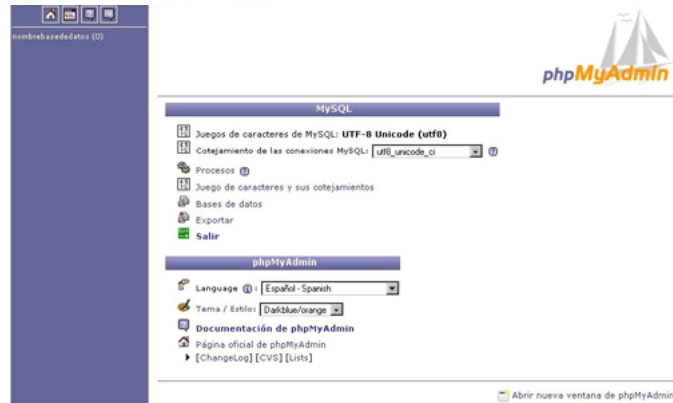 nombrebasededatos (0)
phpMyAdmin
MySQL
Juegos de caracteres de MySQL: UTF-8 Unicode (utf8)
Cotejamiento de las conexiones MySQL: utf8_unicode_ci
Procesos
Juego de caracteres y sus cotejamientos
Bases de datos
Exportar
Salir
phpMyAdmin
Language : Español - Spanish
Tema / Estilo: Darkblue/orange
Documentación de phpMyAdmin
Página oficial de phpMyAdmin
[ChangeLog] [CVS] [Lists]
Abrir nueva ventana de phpMyAdmin